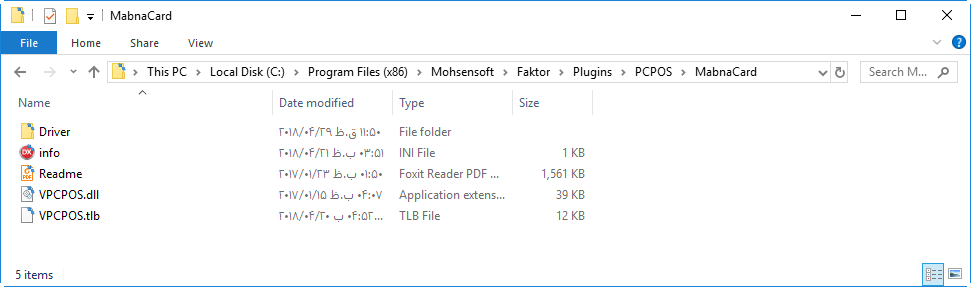 MabnaCard
File Home Share View
This PC Local Disk (C:) Program Files (x86) Mohsensoft Faktor Plugins PCPOS MabnaCard Search M...
Name Date modified Type Size
Driver ۲۰۱۸/۰۴/۲۹ ق.ظ ۱۱:۵۰ File folder
info ۲۰۱۸/۰۴/۲۱ ب.ظ ۰۳:۵۱ INI File 1 KB
Readme ۲۰۱۷/۰۱/۲۳ ب.ظ ۰۱:۵۰ Foxit Reader PDF ... 1,561 KB
VPCPOS.dll ۲۰۱۷/۰۱/۱۵ ب.ظ ۰۴:۰۷ Application extens... 39 KB
VPCPOS.tlb ۲۰۱۸/۰۴/۲۰ ب ۰۴:۵۲... TLB File 12 KB
5 items